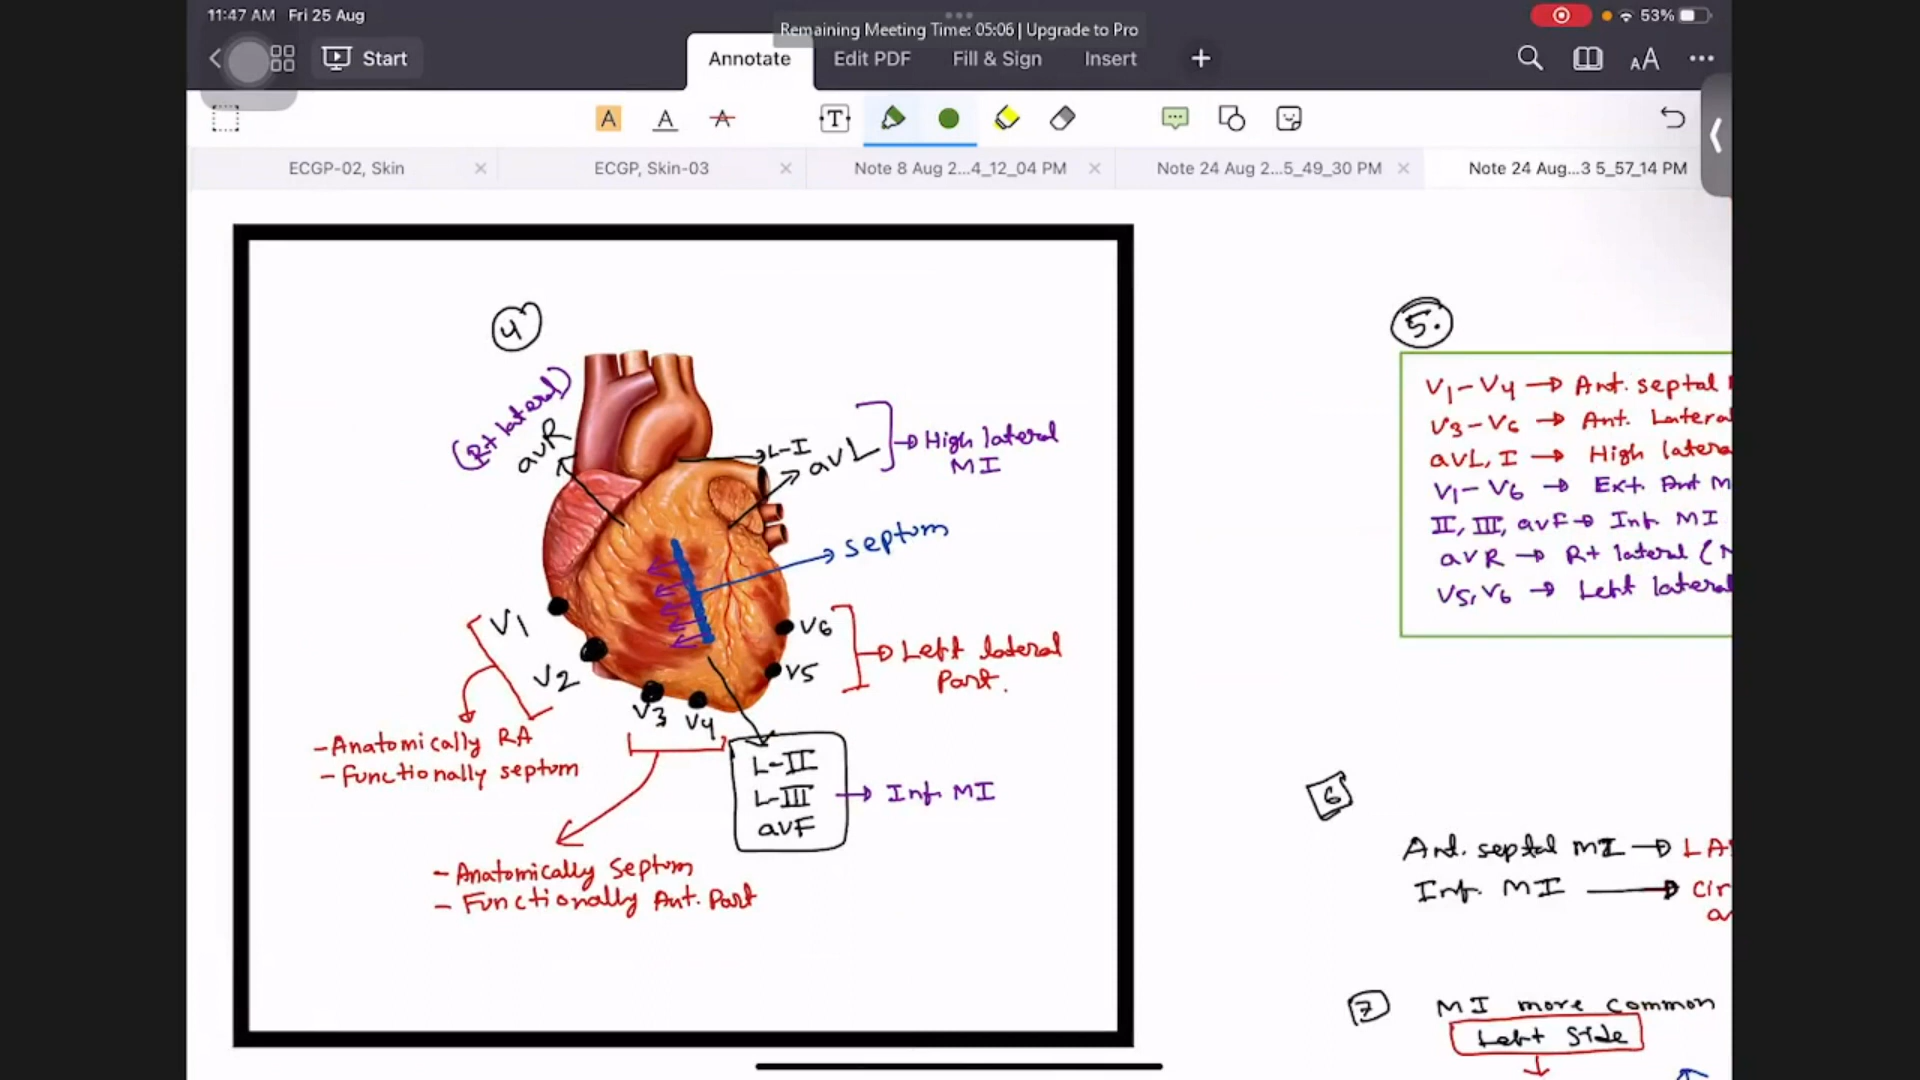 11:47 AM Fri 25 Aug
Remaining Meeting Time: 05:06 | Upgrade to Pro
53%
Start
Annotate
Edit PDF
Fill & Sign
Insert
AA
A A A T
ECGP-02, Skin
ECGP, Skin-03
Note 8 Aug 2...4_12_04 PM
Note 24 Aug 2...5_49_30 PM
Note 24 Aug...3 5_57_14 PM
4
(Rt lateral)
avR
L-I
avL
High lateral
MI
septum
V1
V2
V3
V4
V5
V6
Left lateral
Part.
-Anatomically RA
-Functionally septum
L-II
L-III
avF
Inf. MI
- Anatomically Septum
- Functionally Ant. Part
5.
V1-V4 → Ant. septal
V3-V6 → Ant. Lateral
avL, I → High latera
V1-V6 → Ext. Ant M
II, III, avF → Inf. MI
avR → Rt lateral (
V5, V6 → Left lateral
6
Ant. septal MI → LA
Inf. MI → Cir
a
7
MI more common
Left side